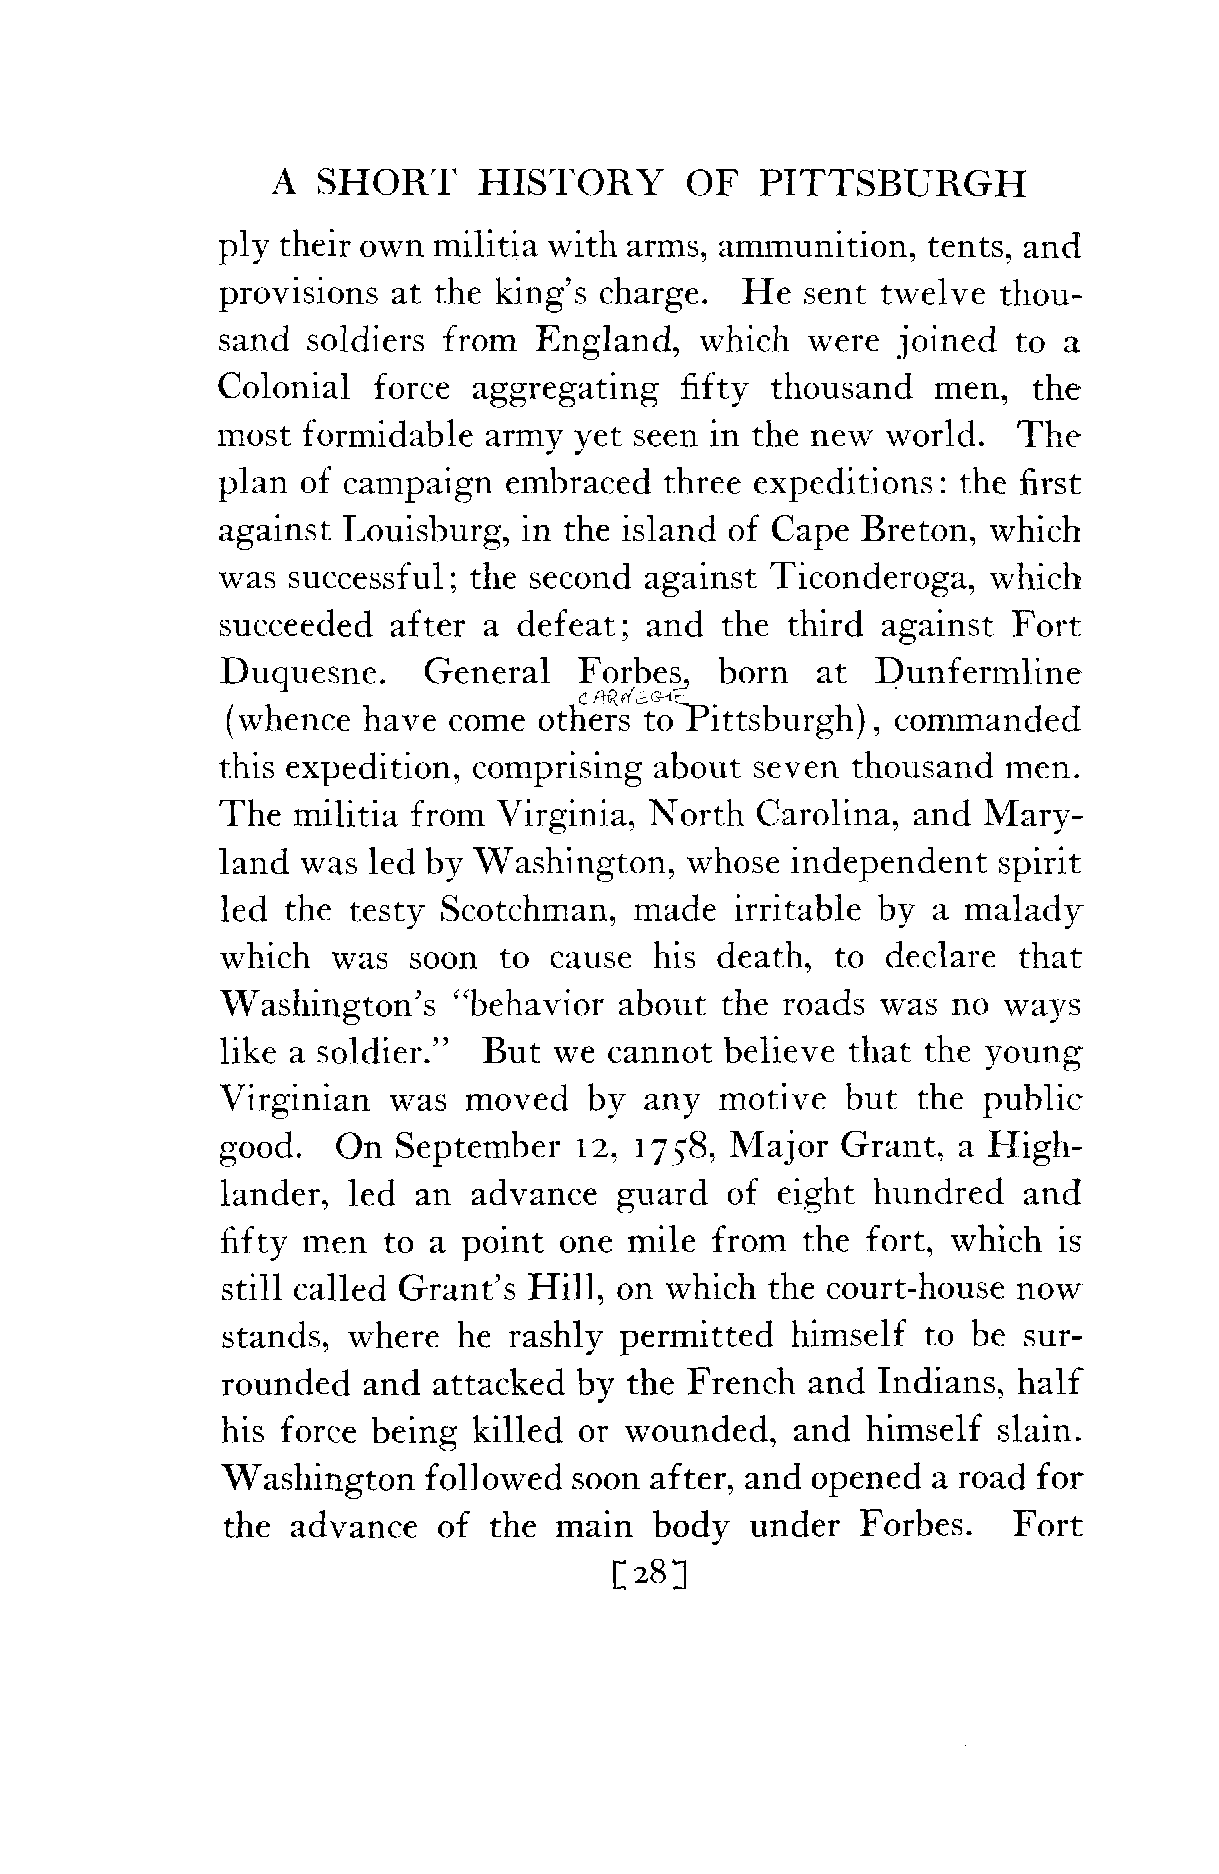 A SHORT HISTORY OF PITTSBURGH
ply their own militia with arms, ammunition, tents, and
provisions at the king's charge. He sent twelve thou-
sand soldiers from England, which were joined to a
Colonial force aggregating fifty thousand men, the
most formidable army yet seen in the new world. The
plan of campaign embraced three expeditions: the first
against Louisburg, in the island of Cape Breton, which
was successful; the second against Ticonderoga, which
succeeded after a defeat; and the third against Fort
Duquesne. General Forbes, born at Dunfermline
CARNEGIE
(whence have come others to Pittsburgh), commanded
this expedition, comprising about seven thousand men.
The militia from Virginia, North Carolina, and Mary-
land was led by Washington, whose independent spirit
led the testy Scotchman, made irritable by a malady
which was soon to cause his death, to declare that
Washington's "behavior about the roads was no ways
like a soldier." But we cannot believe that the young
Virginian was moved by any motive but the public
good. On September 12, 1758, Major Grant, a High-
lander, led an advance guard of eight hundred and
fifty men to a point one mile from the fort, which is
still called Grant's Hill, on which the court-house now
stands, where he rashly permitted himself to be sur-
rounded and attacked by the French and Indians, half
his force being killed or wounded, and himself slain.
Washington followed soon after, and opened a road for
the advance of the main body under Forbes. Fort
[28]